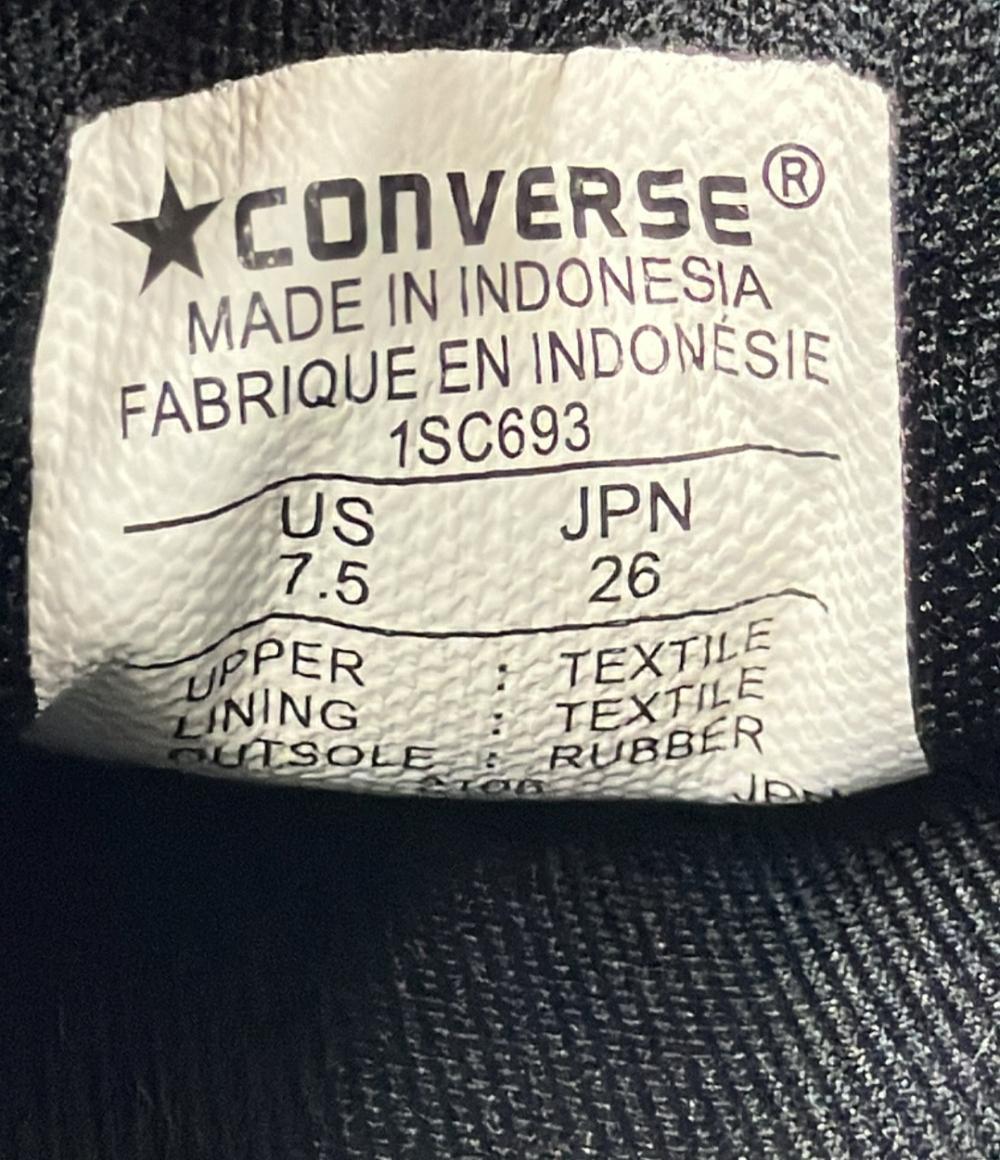 ★CONVERSE®
MADE IN INDONESIA
FABRIQUE EN INDONÉSIE
1SC693
US JPN
7.5 26
UPPER : TEXTILE
LINING : TEXTILE
OUTSOLE : RUBBER